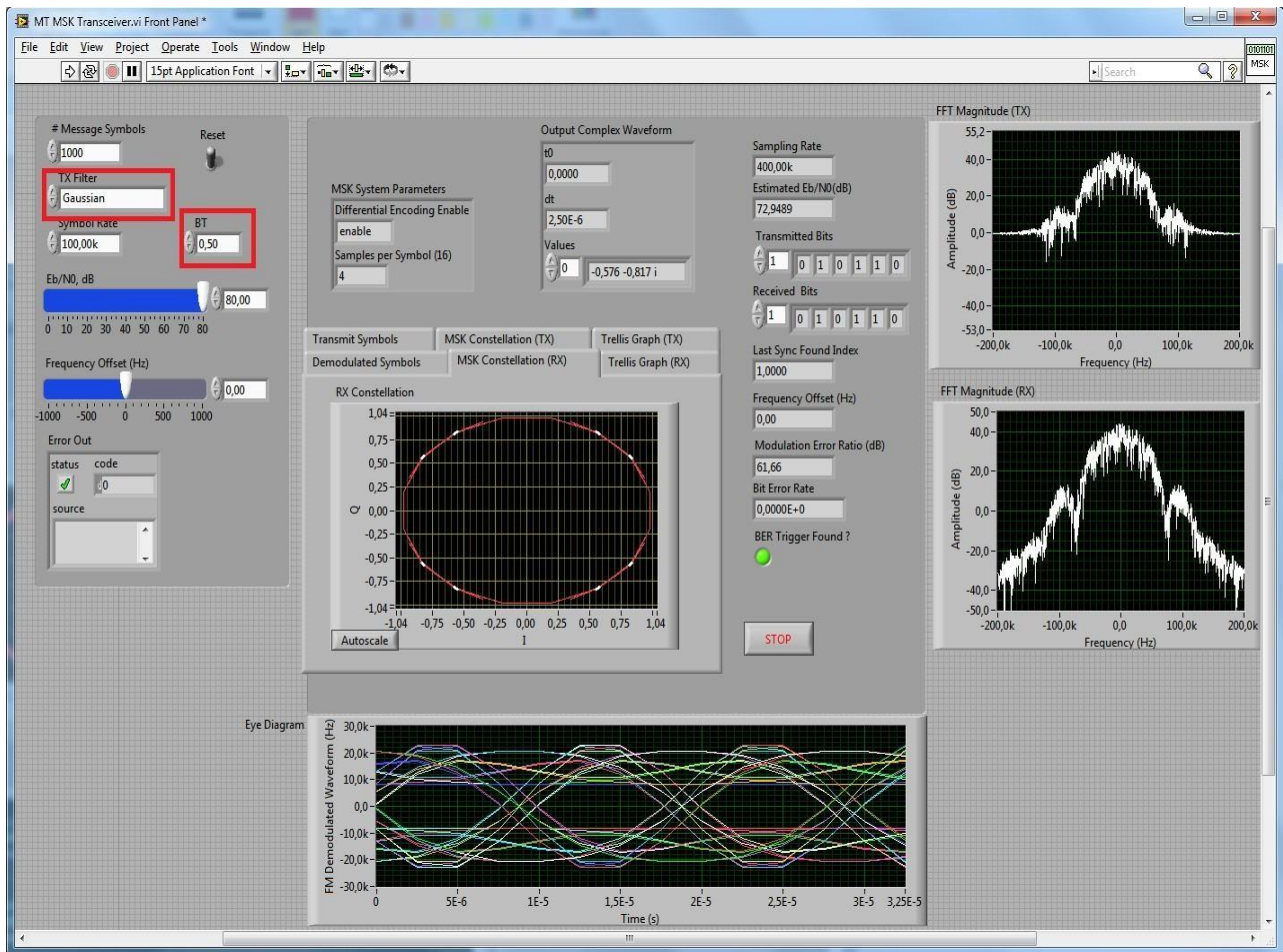 MT MSK Transceiver.vi Front Panel *
File Edit View Project Operate Tools Window Help
15pt Application Font
Search
0101101
MSK
# Message Symbols
1000
Reset
TX Filter
Gaussian
Symbol Rate
100,00k
BT
0,50
Eb/N0, dB
80,00
0 10 20 30 40 50 60 70 80
Frequency Offset (Hz)
0,00
-1000 -500 0 500 1000
Error Out
status code
0
source
MSK System Parameters
Differential Encoding Enable
enable
Samples per Symbol (16)
4
Output Complex Waveform
t0
0,0000
dt
2,50E-6
Values
0
-0,576 -0,817 i
Transmit Symbols
MSK Constellation (TX)
Trellis Graph (TX)
Demodulated Symbols
MSK Constellation (RX)
Trellis Graph (RX)
RX Constellation
1,04
0,75
0,50
0,25
0,00
-0,25
-0,50
-0,75
-1,04
Q
-1,04 -0,75 -0,50 -0,25 0,00 0,25 0,50 0,75 1,04
I
Autoscale
Sampling Rate
400,00k
Estimated Eb/N0(dB)
72,9489
Transmitted Bits
1
0 1 0 1 1 0
Received Bits
1
0 1 0 1 1 0
Last Sync Found Index
1,0000
Frequency Offset (Hz)
0,00
Modulation Error Ratio (dB)
61,66
Bit Error Rate
0,0000E+0
BER Trigger Found ?
STOP
FFT Magnitude (TX)
55,2
40,0
20,0
0,0
-20,0
-40,0
-53,0
Amplitude (dB)
-200,0k -100,0k 0,0 100,0k 200,0k
Frequency (Hz)
FFT Magnitude (RX)
50,0
40,0
20,0
0,0
-20,0
-40,0
-50,0
Amplitude (dB)
-200,0k -100,0k 0,0 100,0k 200,0k
Frequency (Hz)
Eye Diagram
FM Demodulated Waveform (Hz)
30,0k
20,0k
10,0k
0,0
-10,0k
-20,0k
-30,0k
0 5E-6 1E-5 1,5E-5 2E-5 2,5E-5 3E-5 3,25E-5
Time (s)